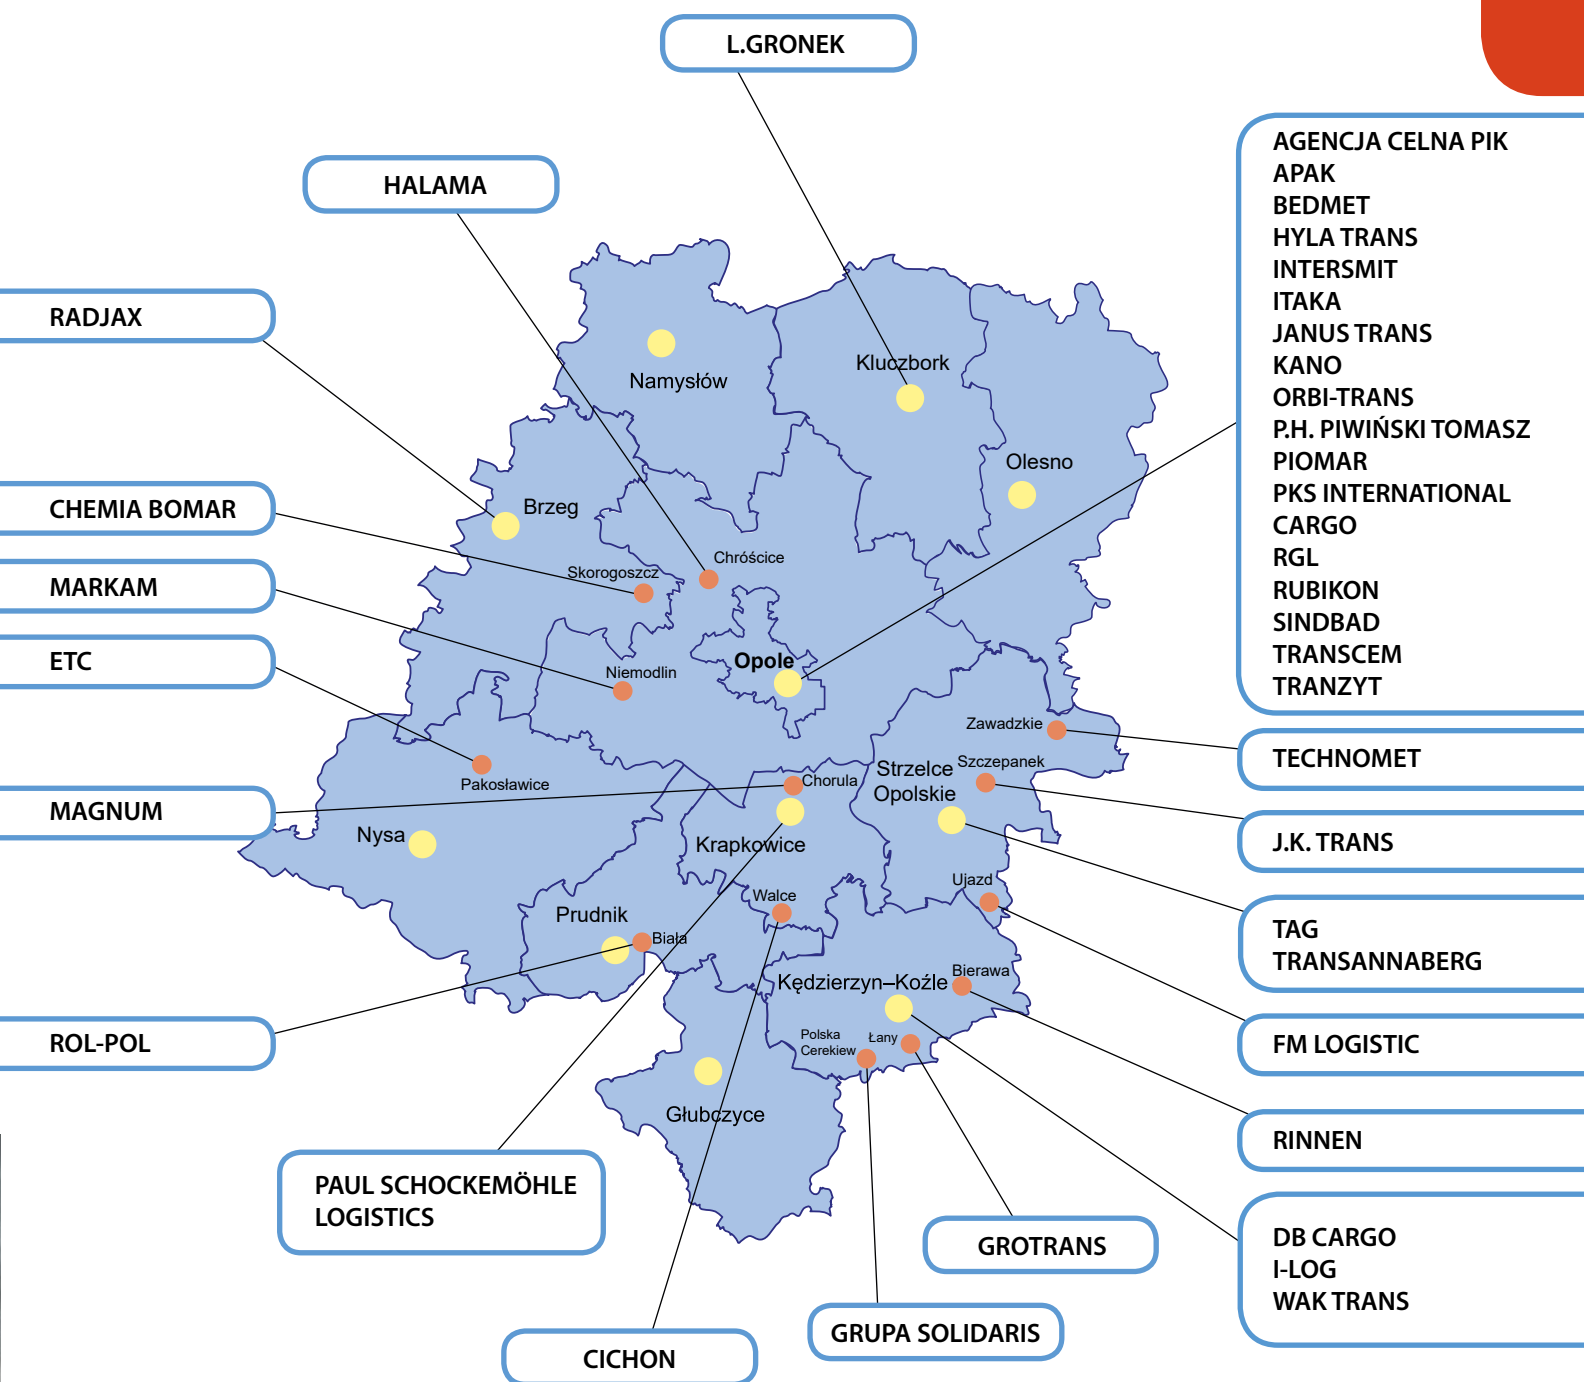 L.GRONEK
HALAMA
RADJAX
CHEMIA BOMAR
MARKAM
ETC
MAGNUM
ROL-POL
PAUL SCHOCKEMÖHLE
LOGISTICS
CICHON
GRUPA SOLIDARIS
GROTRANS
AGENCJA CELNA PIK
APAK
BEDMET
HYLA TRANS
INTERSMIT
ITAKA
JANUS TRANS
KANO
ORBI-TRANS
P.H. PIWIŃSKI TOMASZ
PIOMAR
PKS INTERNATIONAL
CARGO
RGL
RUBIKON
SINDBAD
TRANSCEM
TRANZYT
TECHNOMET
J.K. TRANS
TAG
TRANSANNABERG
FM LOGISTIC
RINNEN
DB CARGO
I-LOG
WAK TRANS
Namysłów
Kluczbork
Olesno
Brzeg
Skorogoszcz
Chróścice
Niemodlin
Opole
Zawadzkie
Szczepanek
Strzelce
Opolskie
Pakosławice
Chorula
Nysa
Krapkowice
Ujazd
Walce
Prudnik
Biała
Kędzierzyn–Koźle
Bierawa
Polska
Cerekiew
Łany
Głubczyce